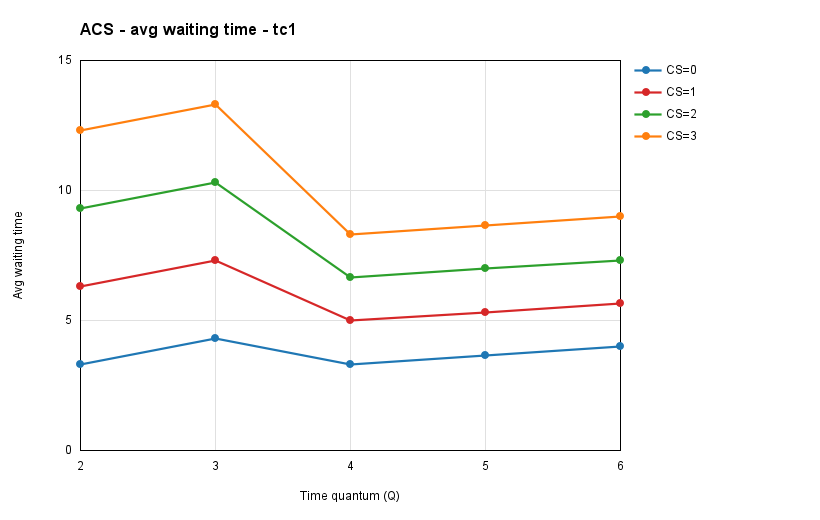 ACS - avg waiting time - tc1
15
10
5
0
Avg waiting time
2 3 4 5 6
Time quantum (Q)
CS=0
CS=1
CS=2
CS=3